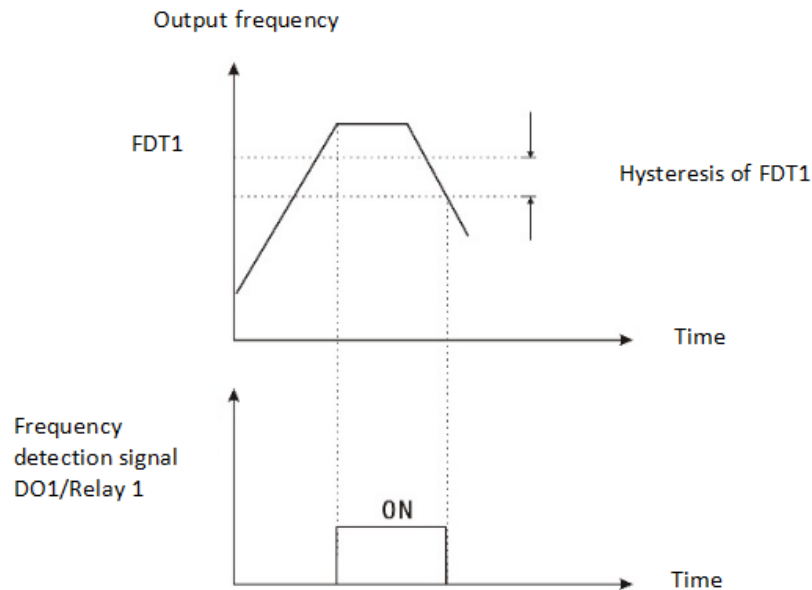 Output frequency
FDT1
Hysteresis of FDT1
Time
Frequency
detection signal
DO1/Relay 1
ON
Time